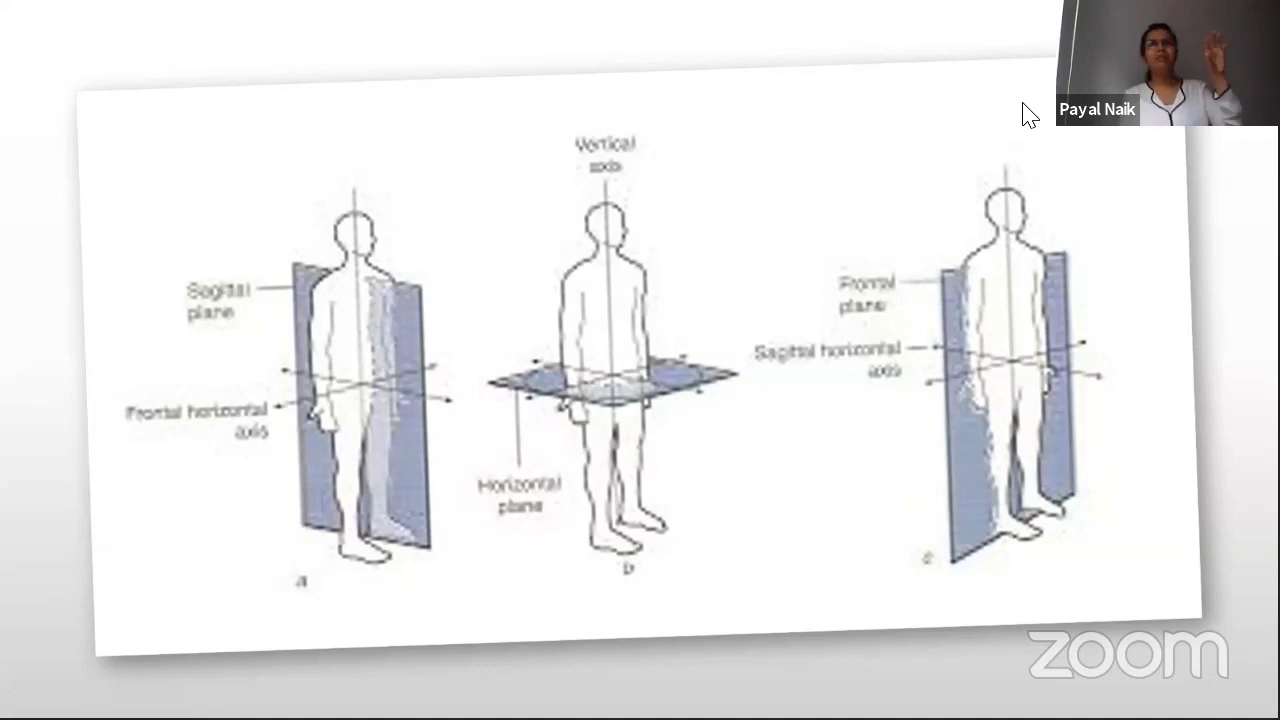 Payal Naik
Vertical
axis
Sagittal
plane
Frontal horizontal
axis
Horizontal
plane
Frontal
plane
Sagittal horizontal
axis
a
b
c
zoom